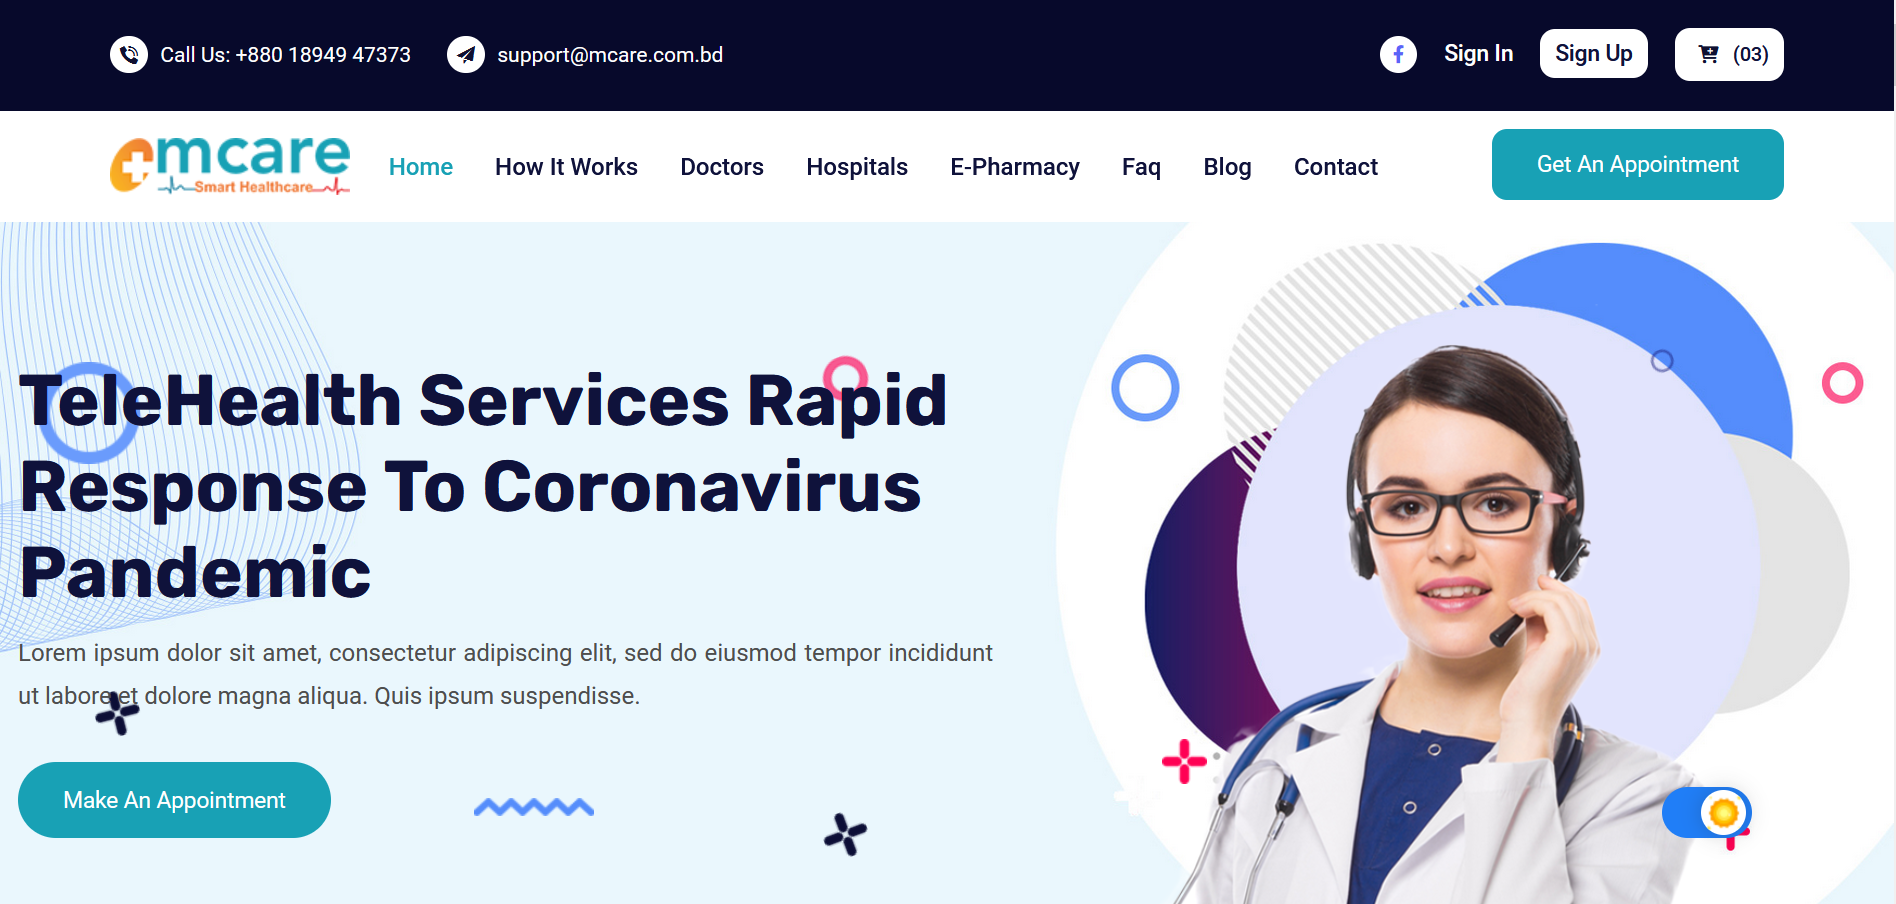 Call Us: +880 18949 47373
support@mcare.com.bd
Sign In
Sign Up
(03)
mcare
Smart Healthcare
Home
How It Works
Doctors
Hospitals
E-Pharmacy
Faq
Blog
Contact
Get An Appointment
TeleHealth Services Rapid
Response To Coronavirus
Pandemic
Lorem ipsum dolor sit amet, consectetur adipiscing elit, sed do eiusmod tempor incididunt
ut labore et dolore magna aliqua. Quis ipsum suspendisse.
Make An Appointment